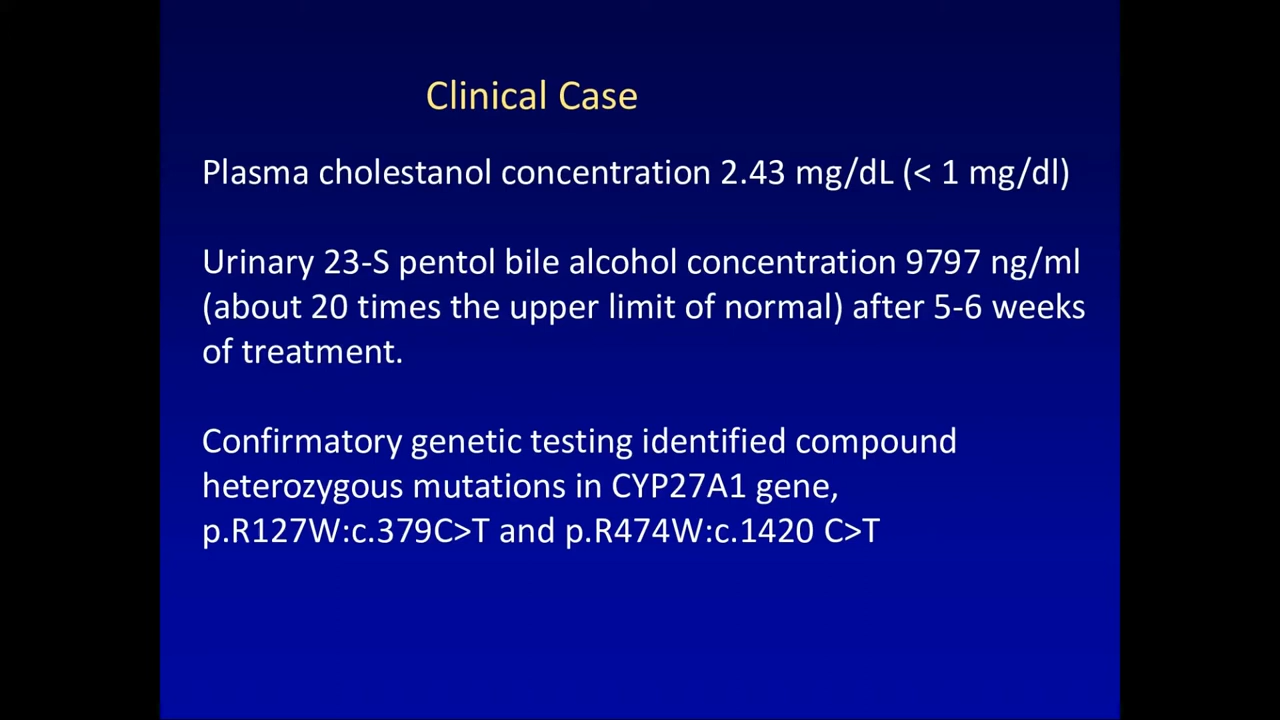 Clinical Case
Plasma cholestanol concentration 2.43 mg/dL (< 1 mg/dl)
Urinary 23-S pentol bile alcohol concentration 9797 ng/ml
(about 20 times the upper limit of normal) after 5-6 weeks
of treatment.
Confirmatory genetic testing identified compound
heterozygous mutations in CYP27A1 gene,
p.R127W:c.379C>T and p.R474W:c.1420 C>T